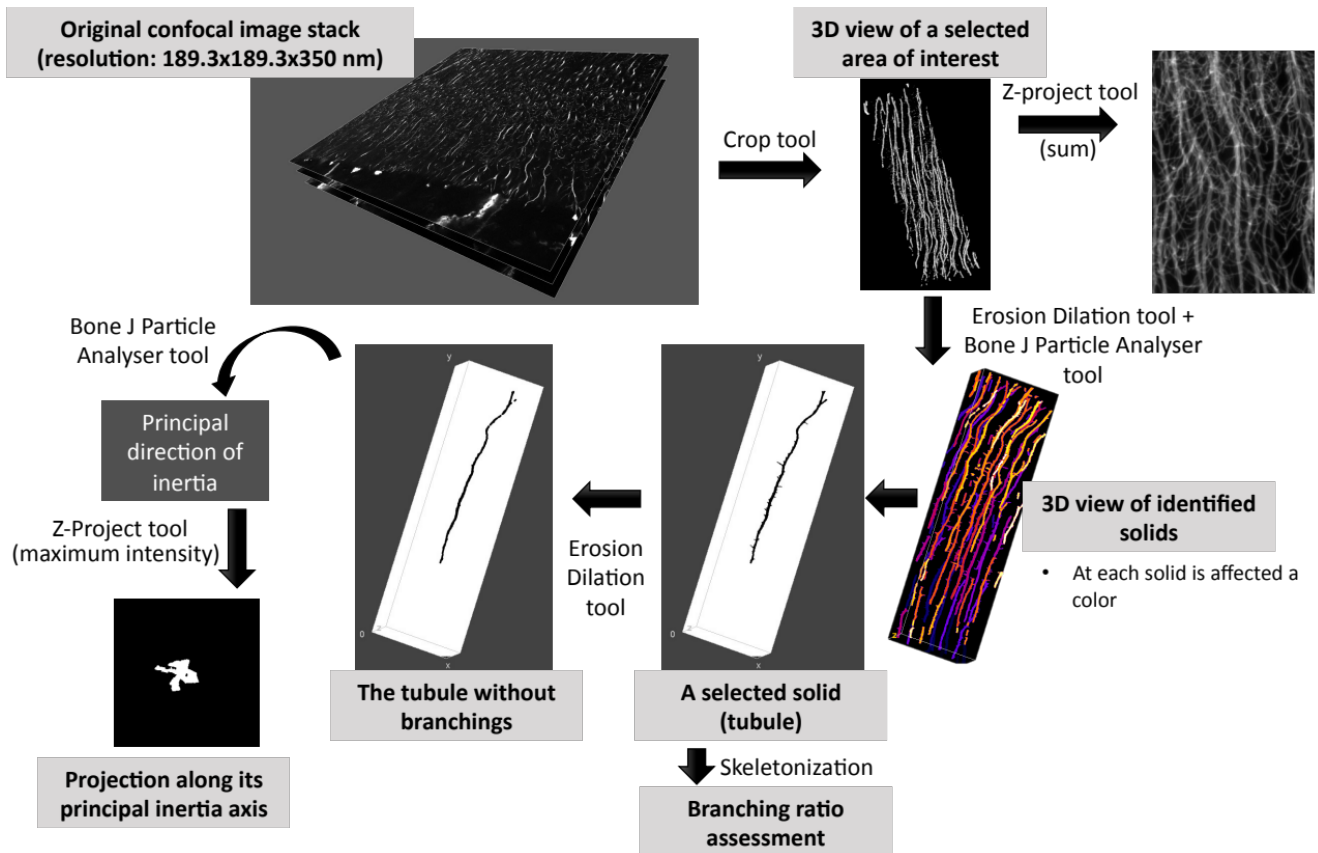 Original confocal image stack
(resolution: 189.3x189.3x350 nm)
3D view of a selected
area of interest
Crop tool
Z-project tool
(sum)
Erosion Dilation tool +
Bone J Particle Analyser
tool
3D view of identified
solids
• At each solid is affected a
color
z
y
0
z
x
A selected solid
(tubule)
Skeletonization
Branching ratio
assessment
Erosion
Dilation
tool
y
0
z
x
The tubule without
branchings
Bone J Particle
Analyser tool
Principal
direction of
inertia
Z-Project tool
(maximum intensity)
Projection along its
principal inertia axis